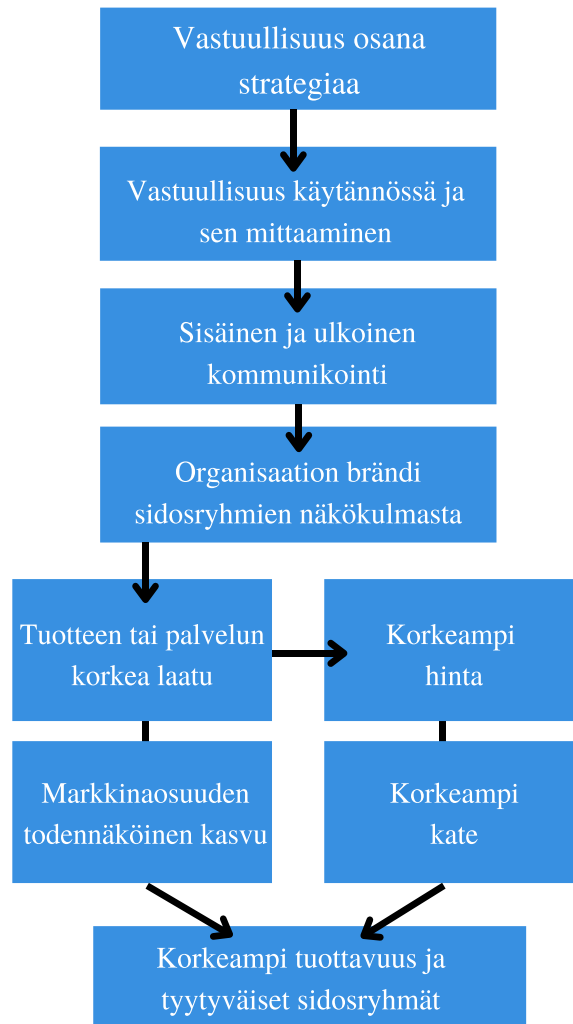 Vastuullisuus osana
strategiaa
Vastuullisuus käytännössä ja
sen mittaaminen
Sisäinen ja ulkoinen
kommunikointi
Organisaation brändi
sidosryhmien näkökulmasta
Tuotteen tai palvelun
korkea laatu
Korkeampi
hinta
Markkinaosuuden
todennäköinen kasvu
Korkeampi
kate
Korkeampi tuottavuus ja
tyytyväiset sidosryhmät